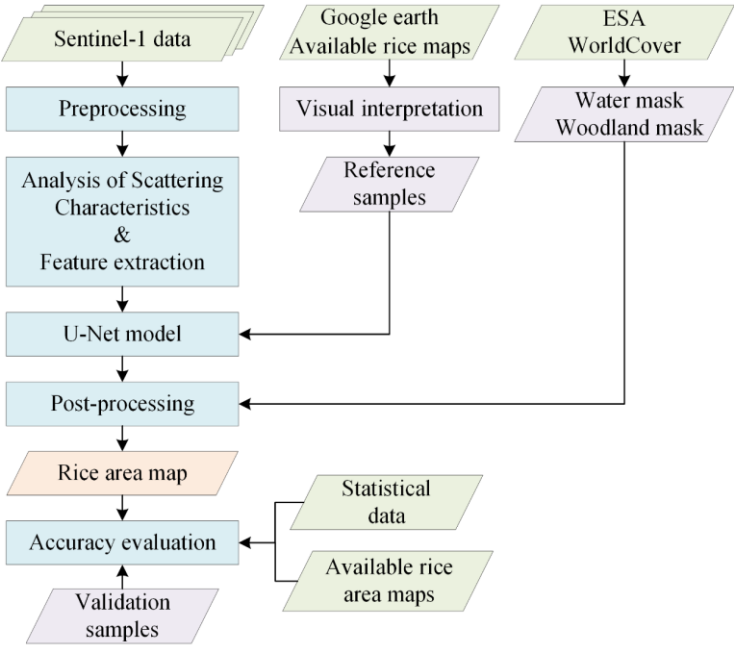 Sentinel-1 data
Google earth
Available rice maps
ESA
WorldCover
Preprocessing
Visual interpretation
Water mask
Woodland mask
Analysis of Scattering
Characteristics
&
Feature extraction
Reference
samples
U-Net model
Post-processing
Rice area map
Statistical
data
Accuracy evaluation
Available rice
area maps
Validation
samples